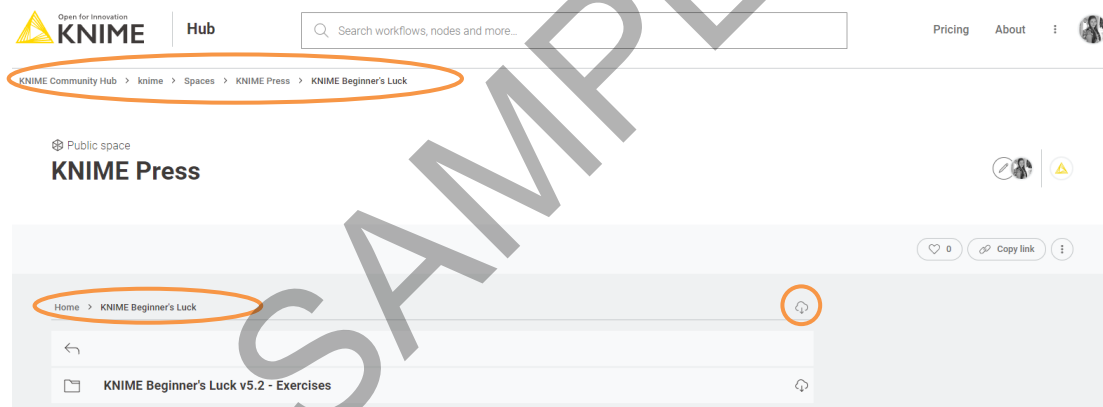 Open for Innovation
KNIME
Hub
Search workflows, nodes and more...
Pricing
About
KNIME Community Hub > knime > Spaces > KNIME Press > KNIME Beginner's Luck
Public space
KNIME Press
0
Copy link
Home > KNIME Beginner's Luck
KNIME Beginner's Luck v5.2 - Exercises
SAMPLE